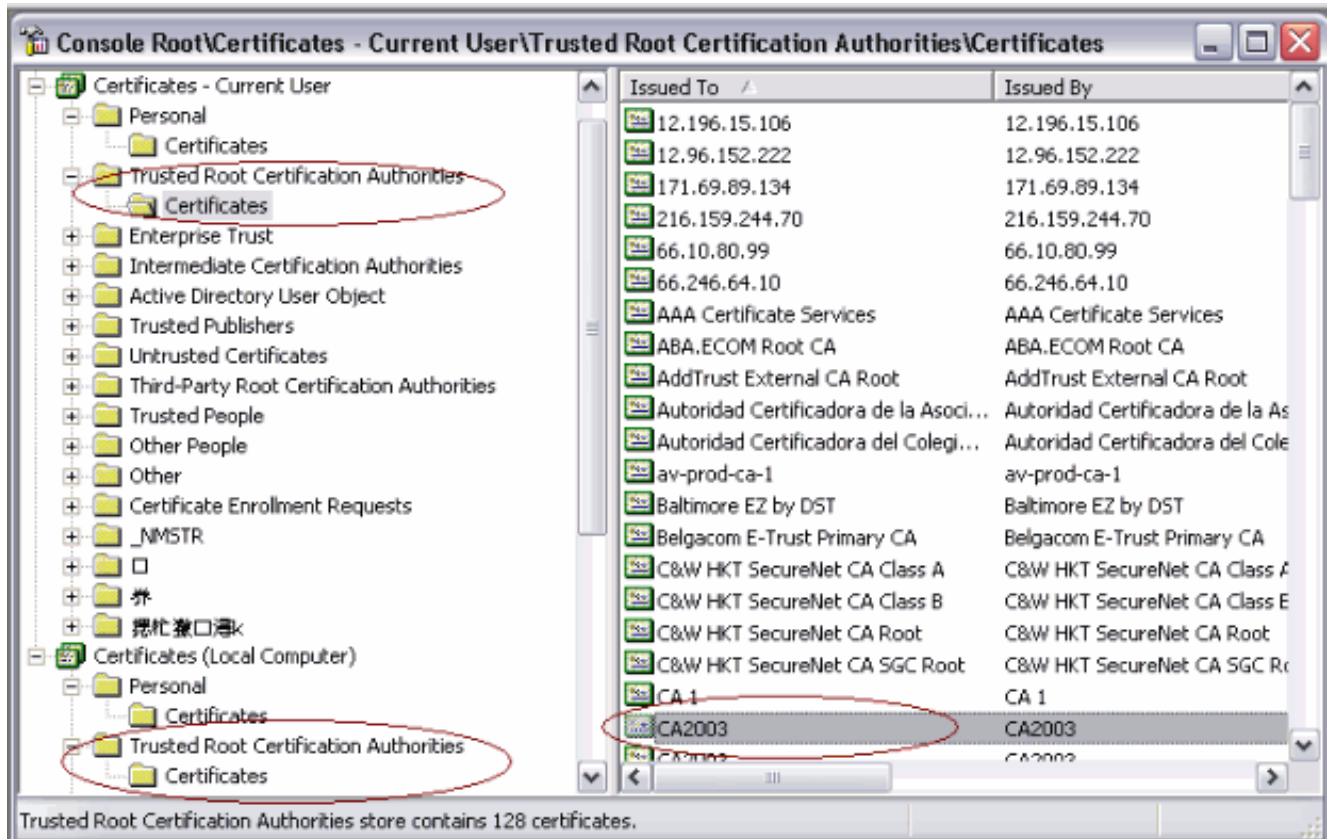 Console Root\Certificates - Current User\Trusted Root Certification Authorities\Certificates
Certificates - Current User
Personal
Certificates
Trusted Root Certification Authorities
Certificates
Enterprise Trust
Intermediate Certification Authorities
Active Directory User Object
Trusted Publishers
Untrusted Certificates
Third-Party Root Certification Authorities
Trusted People
Other People
Other
Certificate Enrollment Requests
_NMSTR
Certificates (Local Computer)
Personal
Certificates
Trusted Root Certification Authorities
Certificates
Issued To Issued By
12.196.15.106 12.196.15.106
12.96.152.222 12.96.152.222
171.69.89.134 171.69.89.134
216.159.244.70 216.159.244.70
66.10.80.99 66.10.80.99
66.246.64.10 66.246.64.10
AAA Certificate Services AAA Certificate Services
ABA.ECOM Root CA ABA.ECOM Root CA
AddTrust External CA Root AddTrust External CA Root
Autoridad Certificadora de la Asoci... Autoridad Certificadora de la As
Autoridad Certificadora del Colegi... Autoridad Certificadora del Cole
av-prod-ca-1 av-prod-ca-1
Baltimore EZ by DST Baltimore EZ by DST
Belgacom E-Trust Primary CA Belgacom E-Trust Primary CA
C&W HKT SecureNet CA Class A C&W HKT SecureNet CA Class A
C&W HKT SecureNet CA Class B C&W HKT SecureNet CA Class B
C&W HKT SecureNet CA Root C&W HKT SecureNet CA Root
C&W HKT SecureNet CA SGC Root C&W HKT SecureNet CA SGC Ro
CA 1 CA 1
CA2003 CA2003
CA2003 CA2003
Trusted Root Certification Authorities store contains 128 certificates.